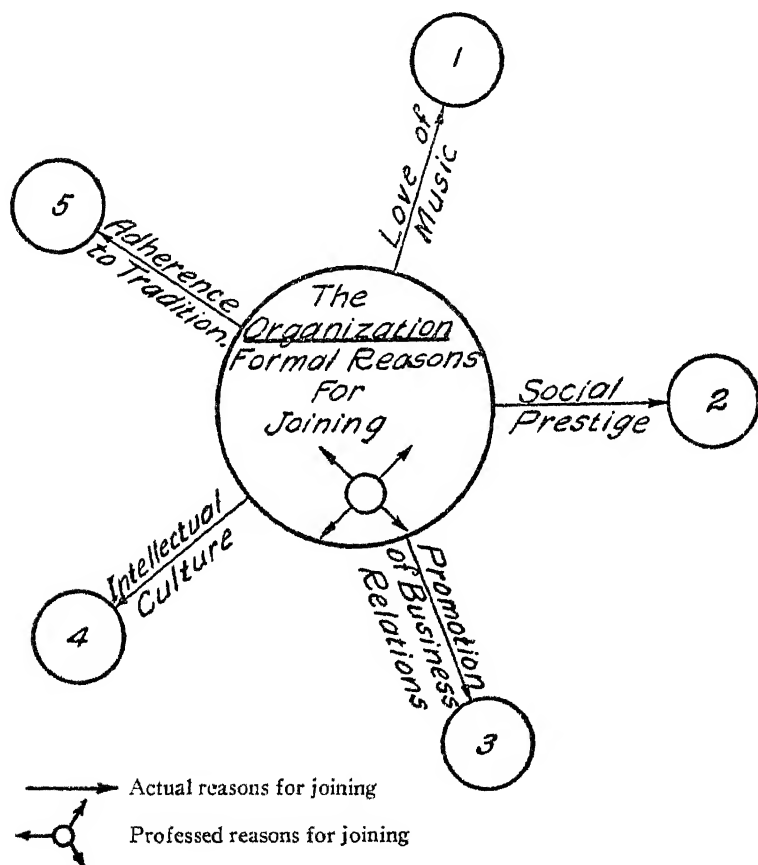 1
Love of
Music
5
Adherence
to Tradition.
The
Organization
Formal Reasons
For
Joining
Social
Prestige
2
Intellectual
Culture
4
Promotion
of Business
Relations
3
Actual reasons for joining
Professed reasons for joining